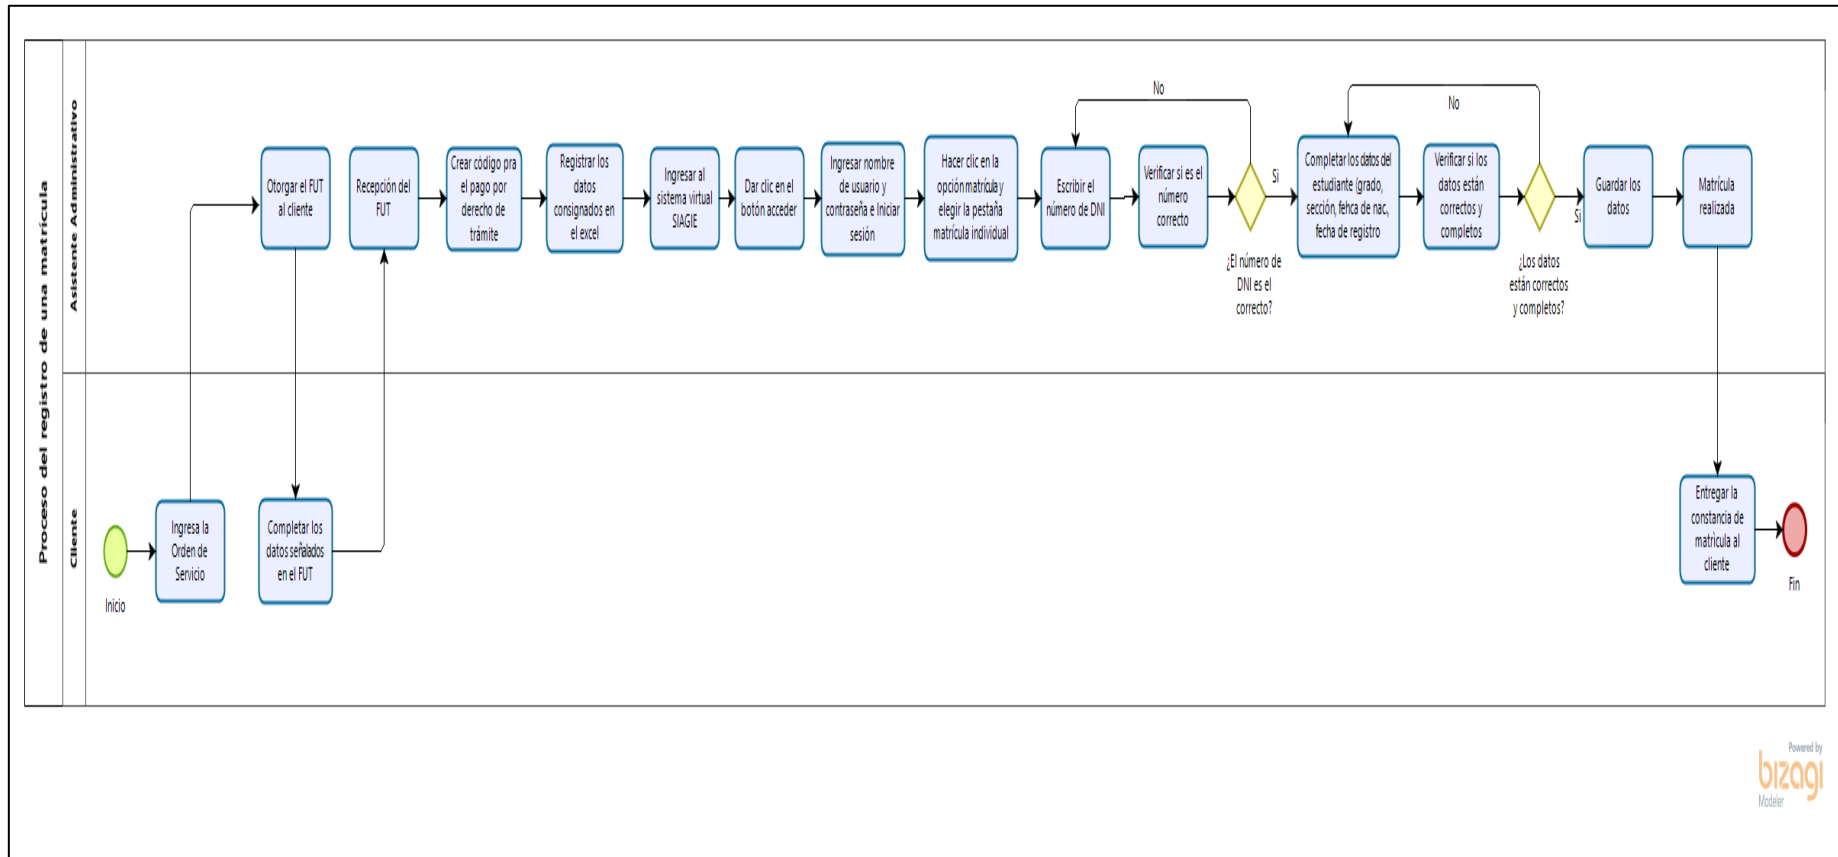 Proceso del registro de una matrícula
Asistente Administrativo
Otorgar el FUT
al cliente
Recepción del
FUT
Crear código pra
el pago por
derecho de
trámite
Registrar los
datos
consignados en
el excel
Ingresar al
sistema virtual
SIAGIE
Dar clic en el
botón acceder
Ingresar nombre
de usuario y
contraseña e Iniciar
sesión
Hacer clic en la
opción matrícula y
elegir la pestaña
matrícula individual
Escribir el
número de DNI
No
Verificar si es el
número
correcto
Si
¿El número de
DNI es el
correcto?
Completar los datos del
estudiante (grado,
sección, fehca de nac,
fecha de registro
No
Verificar si los
datos están
correctos y
completos
Si
¿Los datos
están correctos
y completos?
Guardar los
datos
Matrícula
realizada
Cliente
Inicio
Ingresa la
Orden de
Servicio
Completar los
datos señalados
en el FUT
Entregar la
constancia de
matrícula al
cliente
Fin
Powered by
bizagi
Modeler